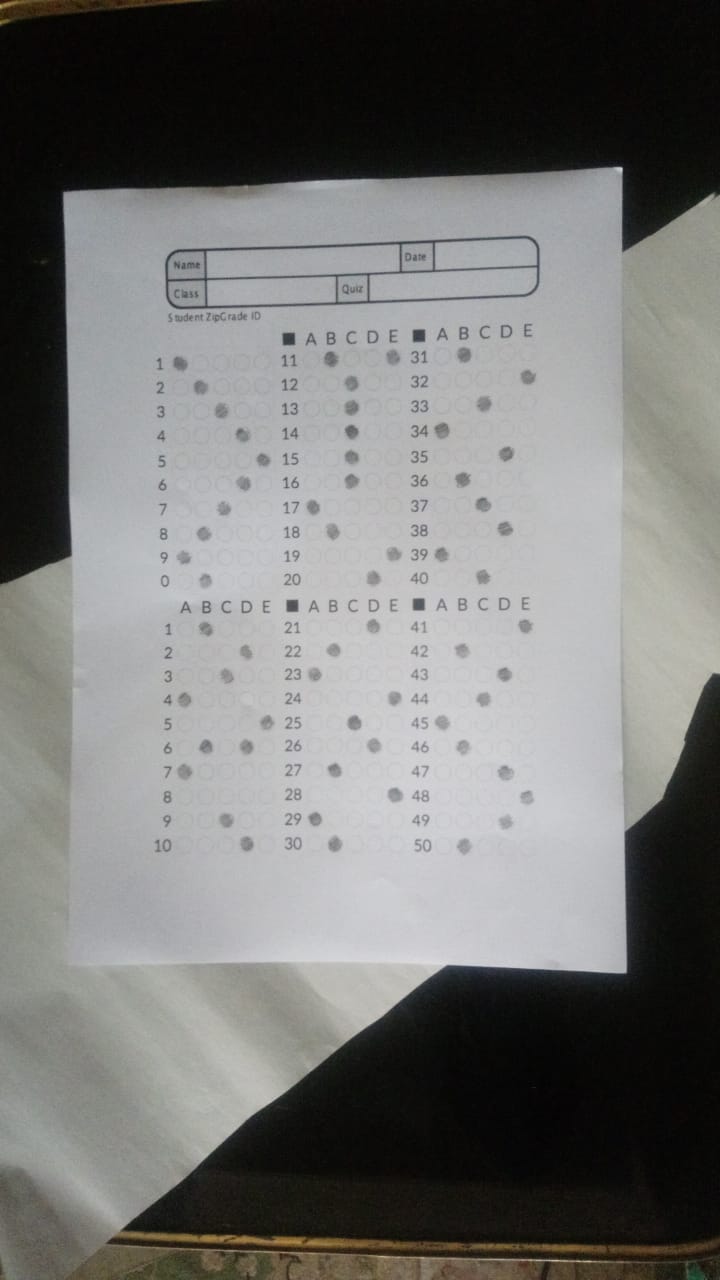 Name Date
Class Quiz
Student ZipGrade ID
■ A B C D E ■ A B C D E
1 11 31
2 12 32
3 13 33
4 14 34
5 15 35
6 16 36
7 17 37
8 18 38
9 19 39
0 20 40
A B C D E ■ A B C D E ■ A B C D E
1 21 41
2 22 42
3 23 43
4 24 44
5 25 45
6 26 46
7 27 47
8 28 48
9 29 49
10 30 50